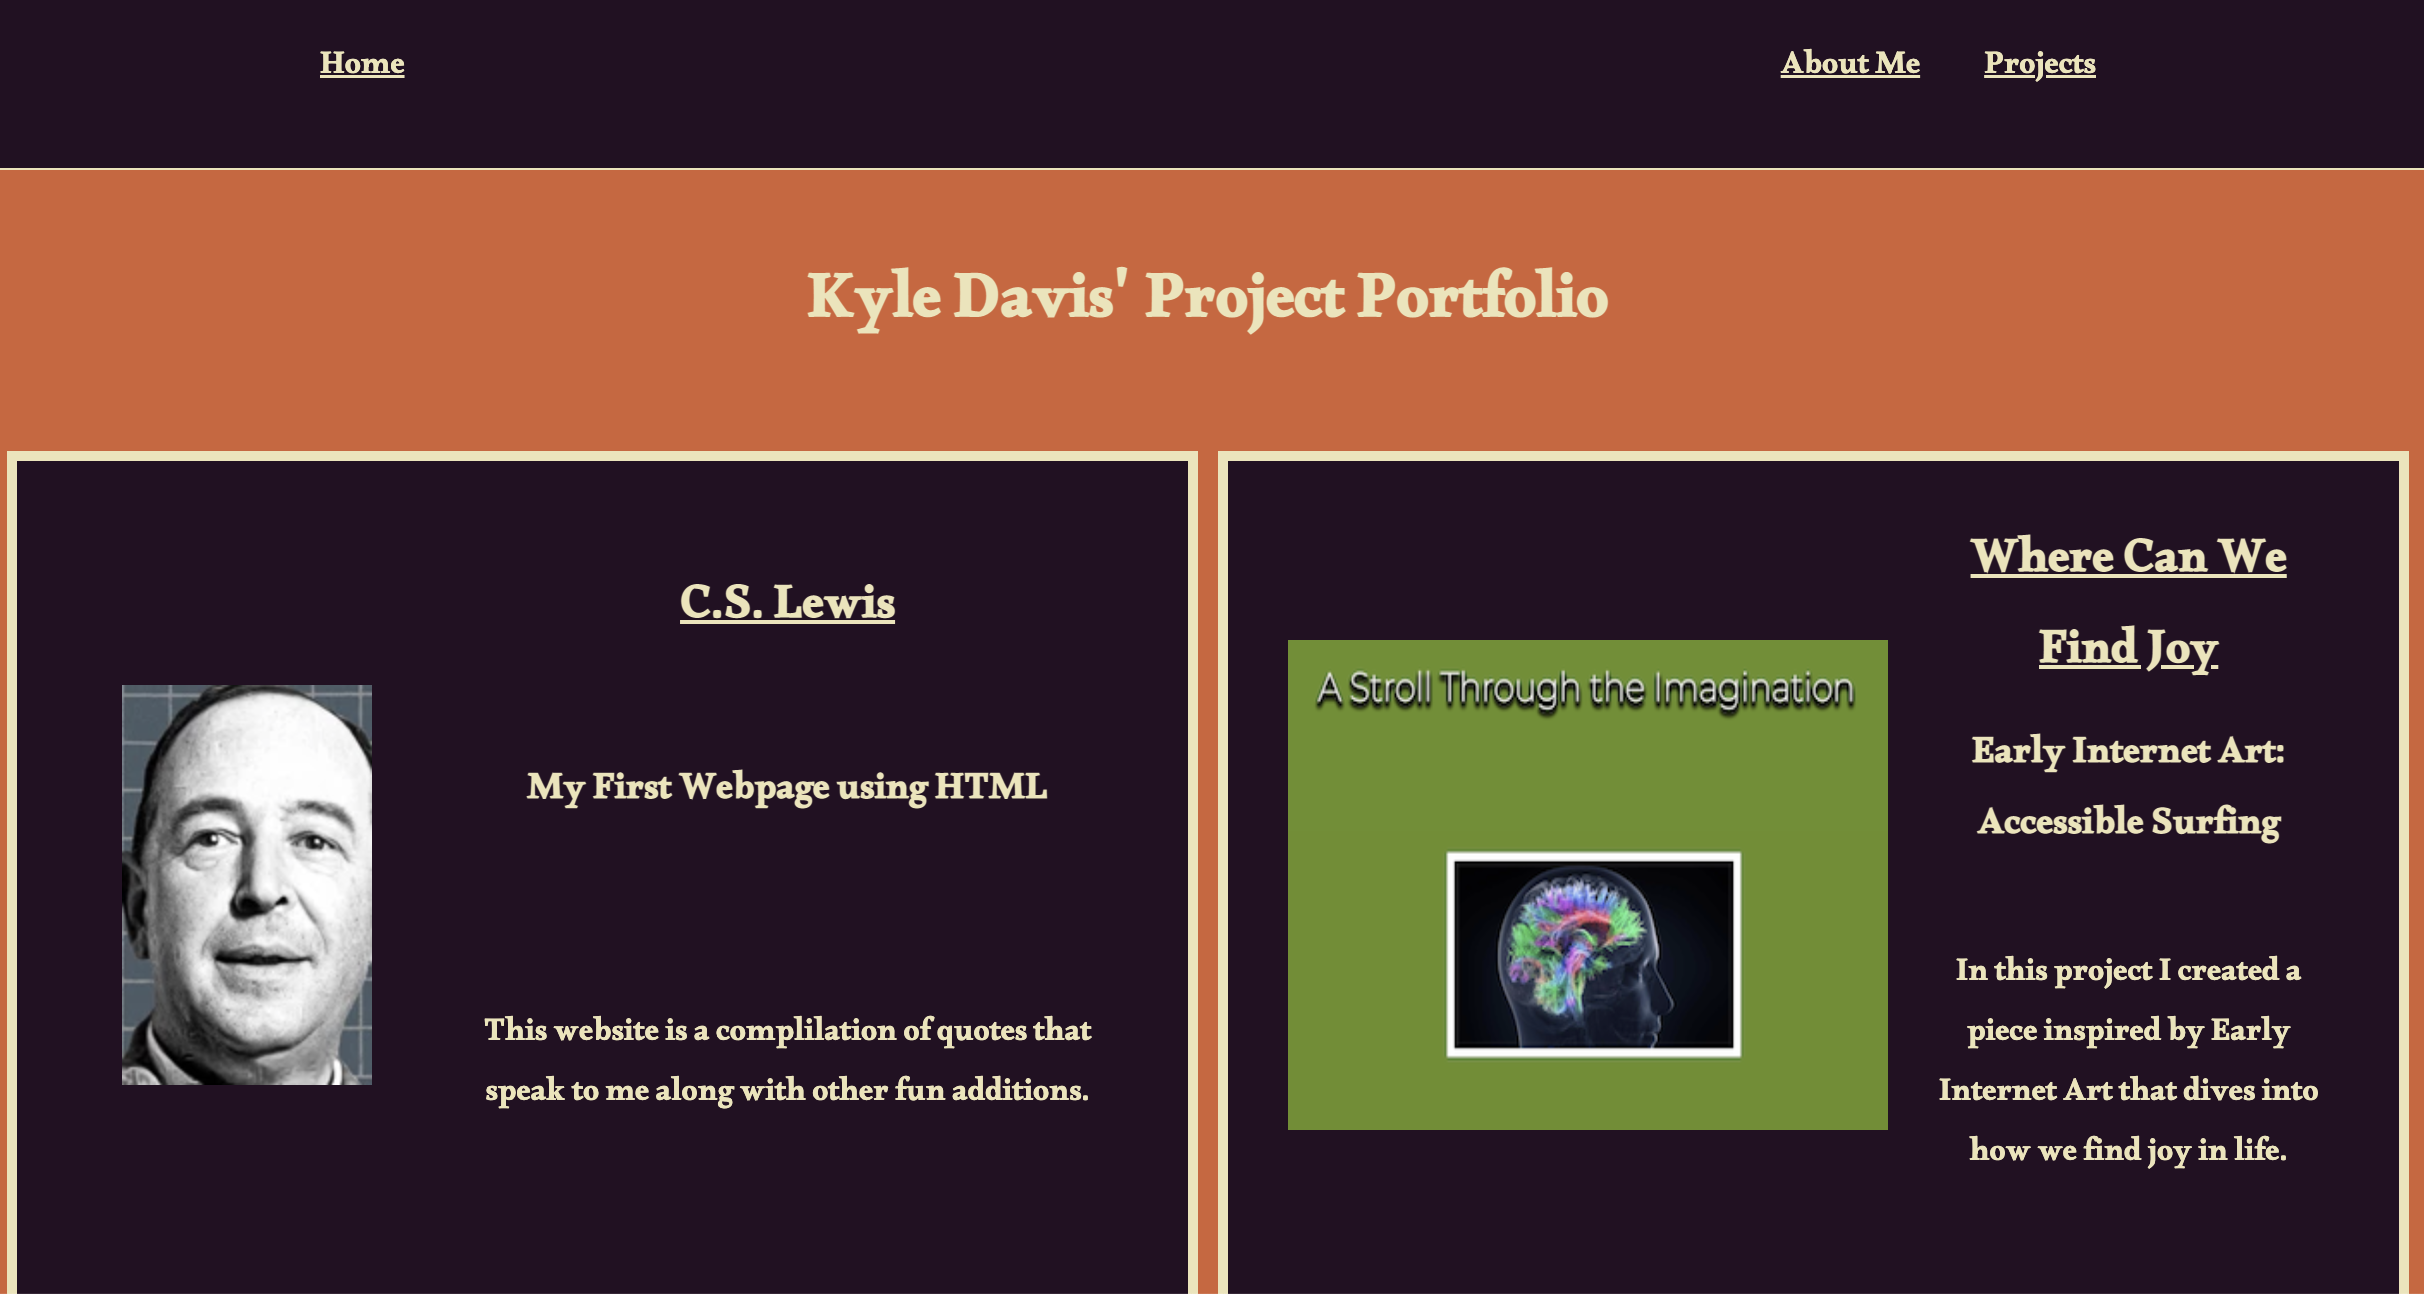 Home
About Me
Projects
Kyle Davis' Project Portfolio
C.S. Lewis
My First Webpage using HTML
This website is a complilation of quotes that
speak to me along with other fun additions.
A Stroll Through the Imagination
Where Can We
Find Joy
Early Internet Art:
Accessible Surfing
In this project I created a
piece inspired by Early
Internet Art that dives into
how we find joy in life.